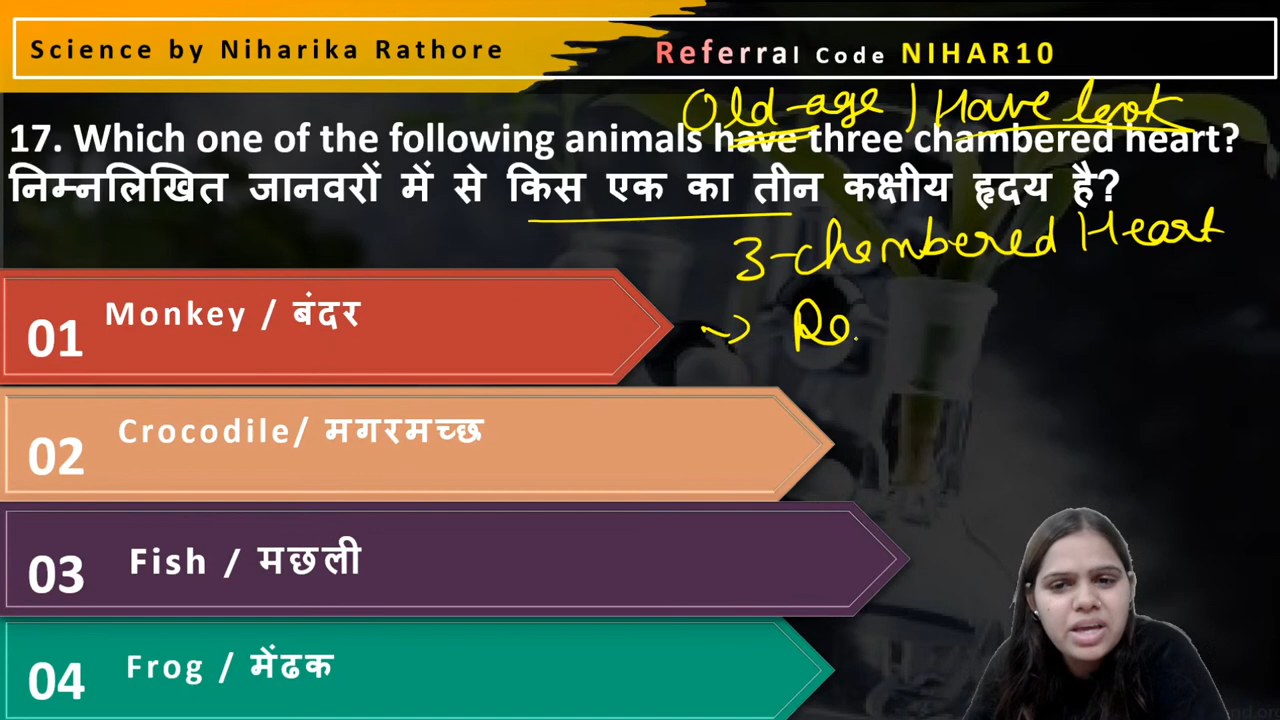 Science by Niharika Rathore
Referral Code NIHAR10
Old-age / Have look
17. Which one of the following animals have three chambered heart?
निम्नलिखित जानवरों में से किस एक का तीन कक्षीय हृदय है?
3-chambered Heart
→ Re
01 Monkey / बंदर
02 Crocodile/ मगरमच्छ
03 Fish / मछली
04 Frog / मेंढक